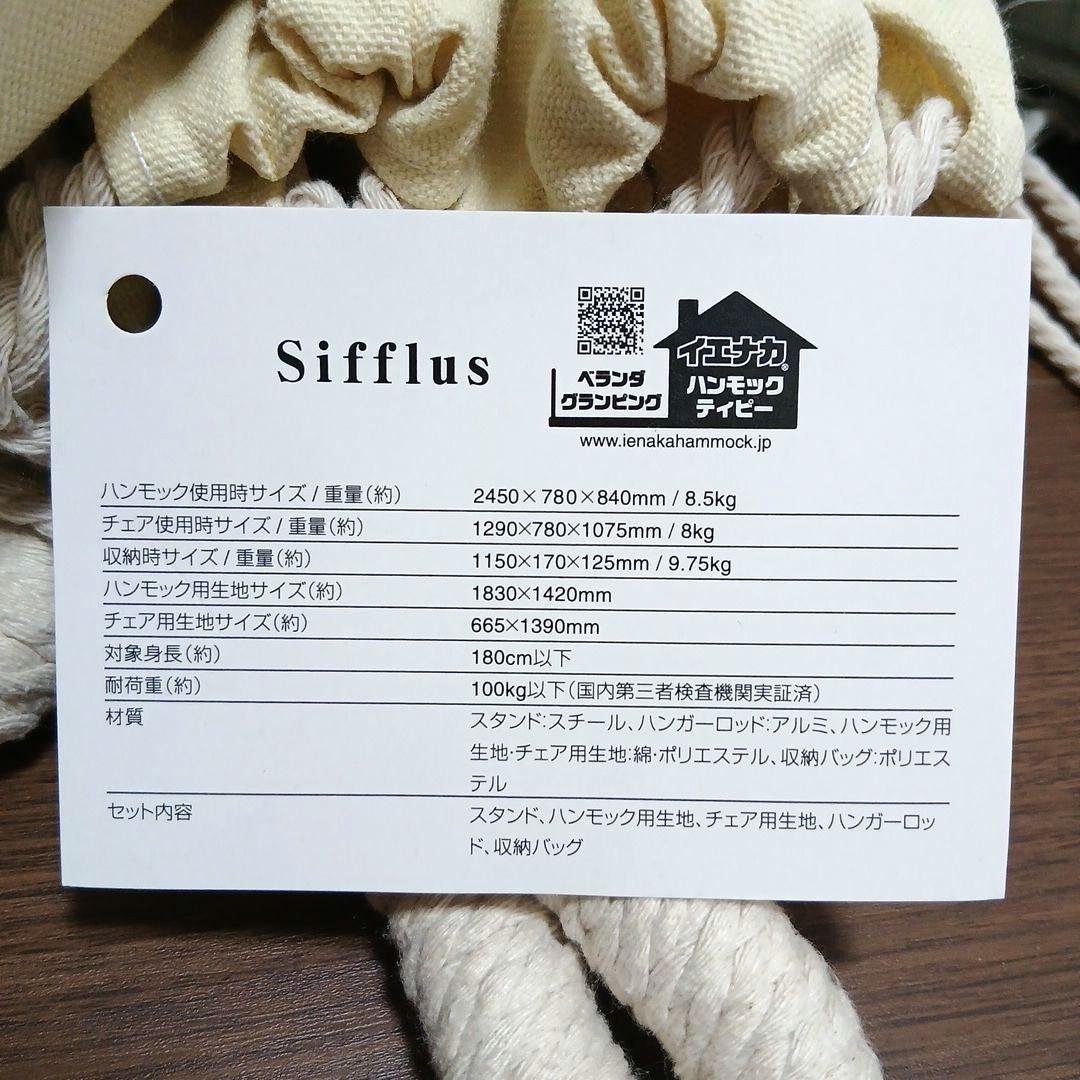 Sifflus
イエナカ®
ハンモック
ティピー
ベランダ
グランピング
www.ienakahammock.jp
ハンモック使用時サイズ / 重量(約) 2450×780×840mm / 8.5kg
チェア使用時サイズ / 重量(約) 1290×780×1075mm / 8kg
収納時サイズ / 重量(約) 1150×170×125mm / 9.75kg
ハンモック用生地サイズ(約) 1830×1420mm
チェア用生地サイズ(約) 665×1390mm
対象身長(約) 180cm以下
耐荷重(約) 100kg以下(国内第三者検査機関実証済)
材質 スタンド:スチール、ハンガーロッド:アルミ、ハンモック用
生地・チェア用生地:綿・ポリエステル、収納バッグ:ポリエス
テル
セット内容 スタンド、ハンモック用生地、チェア用生地、ハンガーロッ
ド、収納バッグ